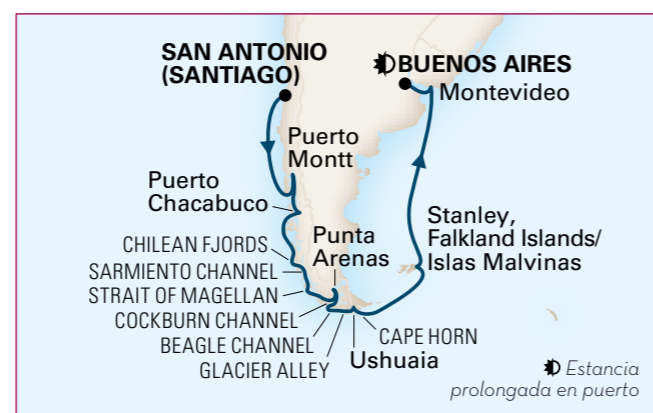 SAN ANTONIO
(SANTIAGO)
BUENOS AIRES
Montevideo
Puerto
Montt
Puerto
Chacabuco
Stanley,
Falkland Islands/
Islas Malvinas
CHILEAN FJORDS
Punta
Arenas
SARMIENTO CHANNEL
STRAIT OF MAGELLAN
COCKBURN CHANNEL
CAPE HORN
BEAGLE CHANNEL
Ushuaia
GLACIER ALLEY
Estancia
prolongada en puerto